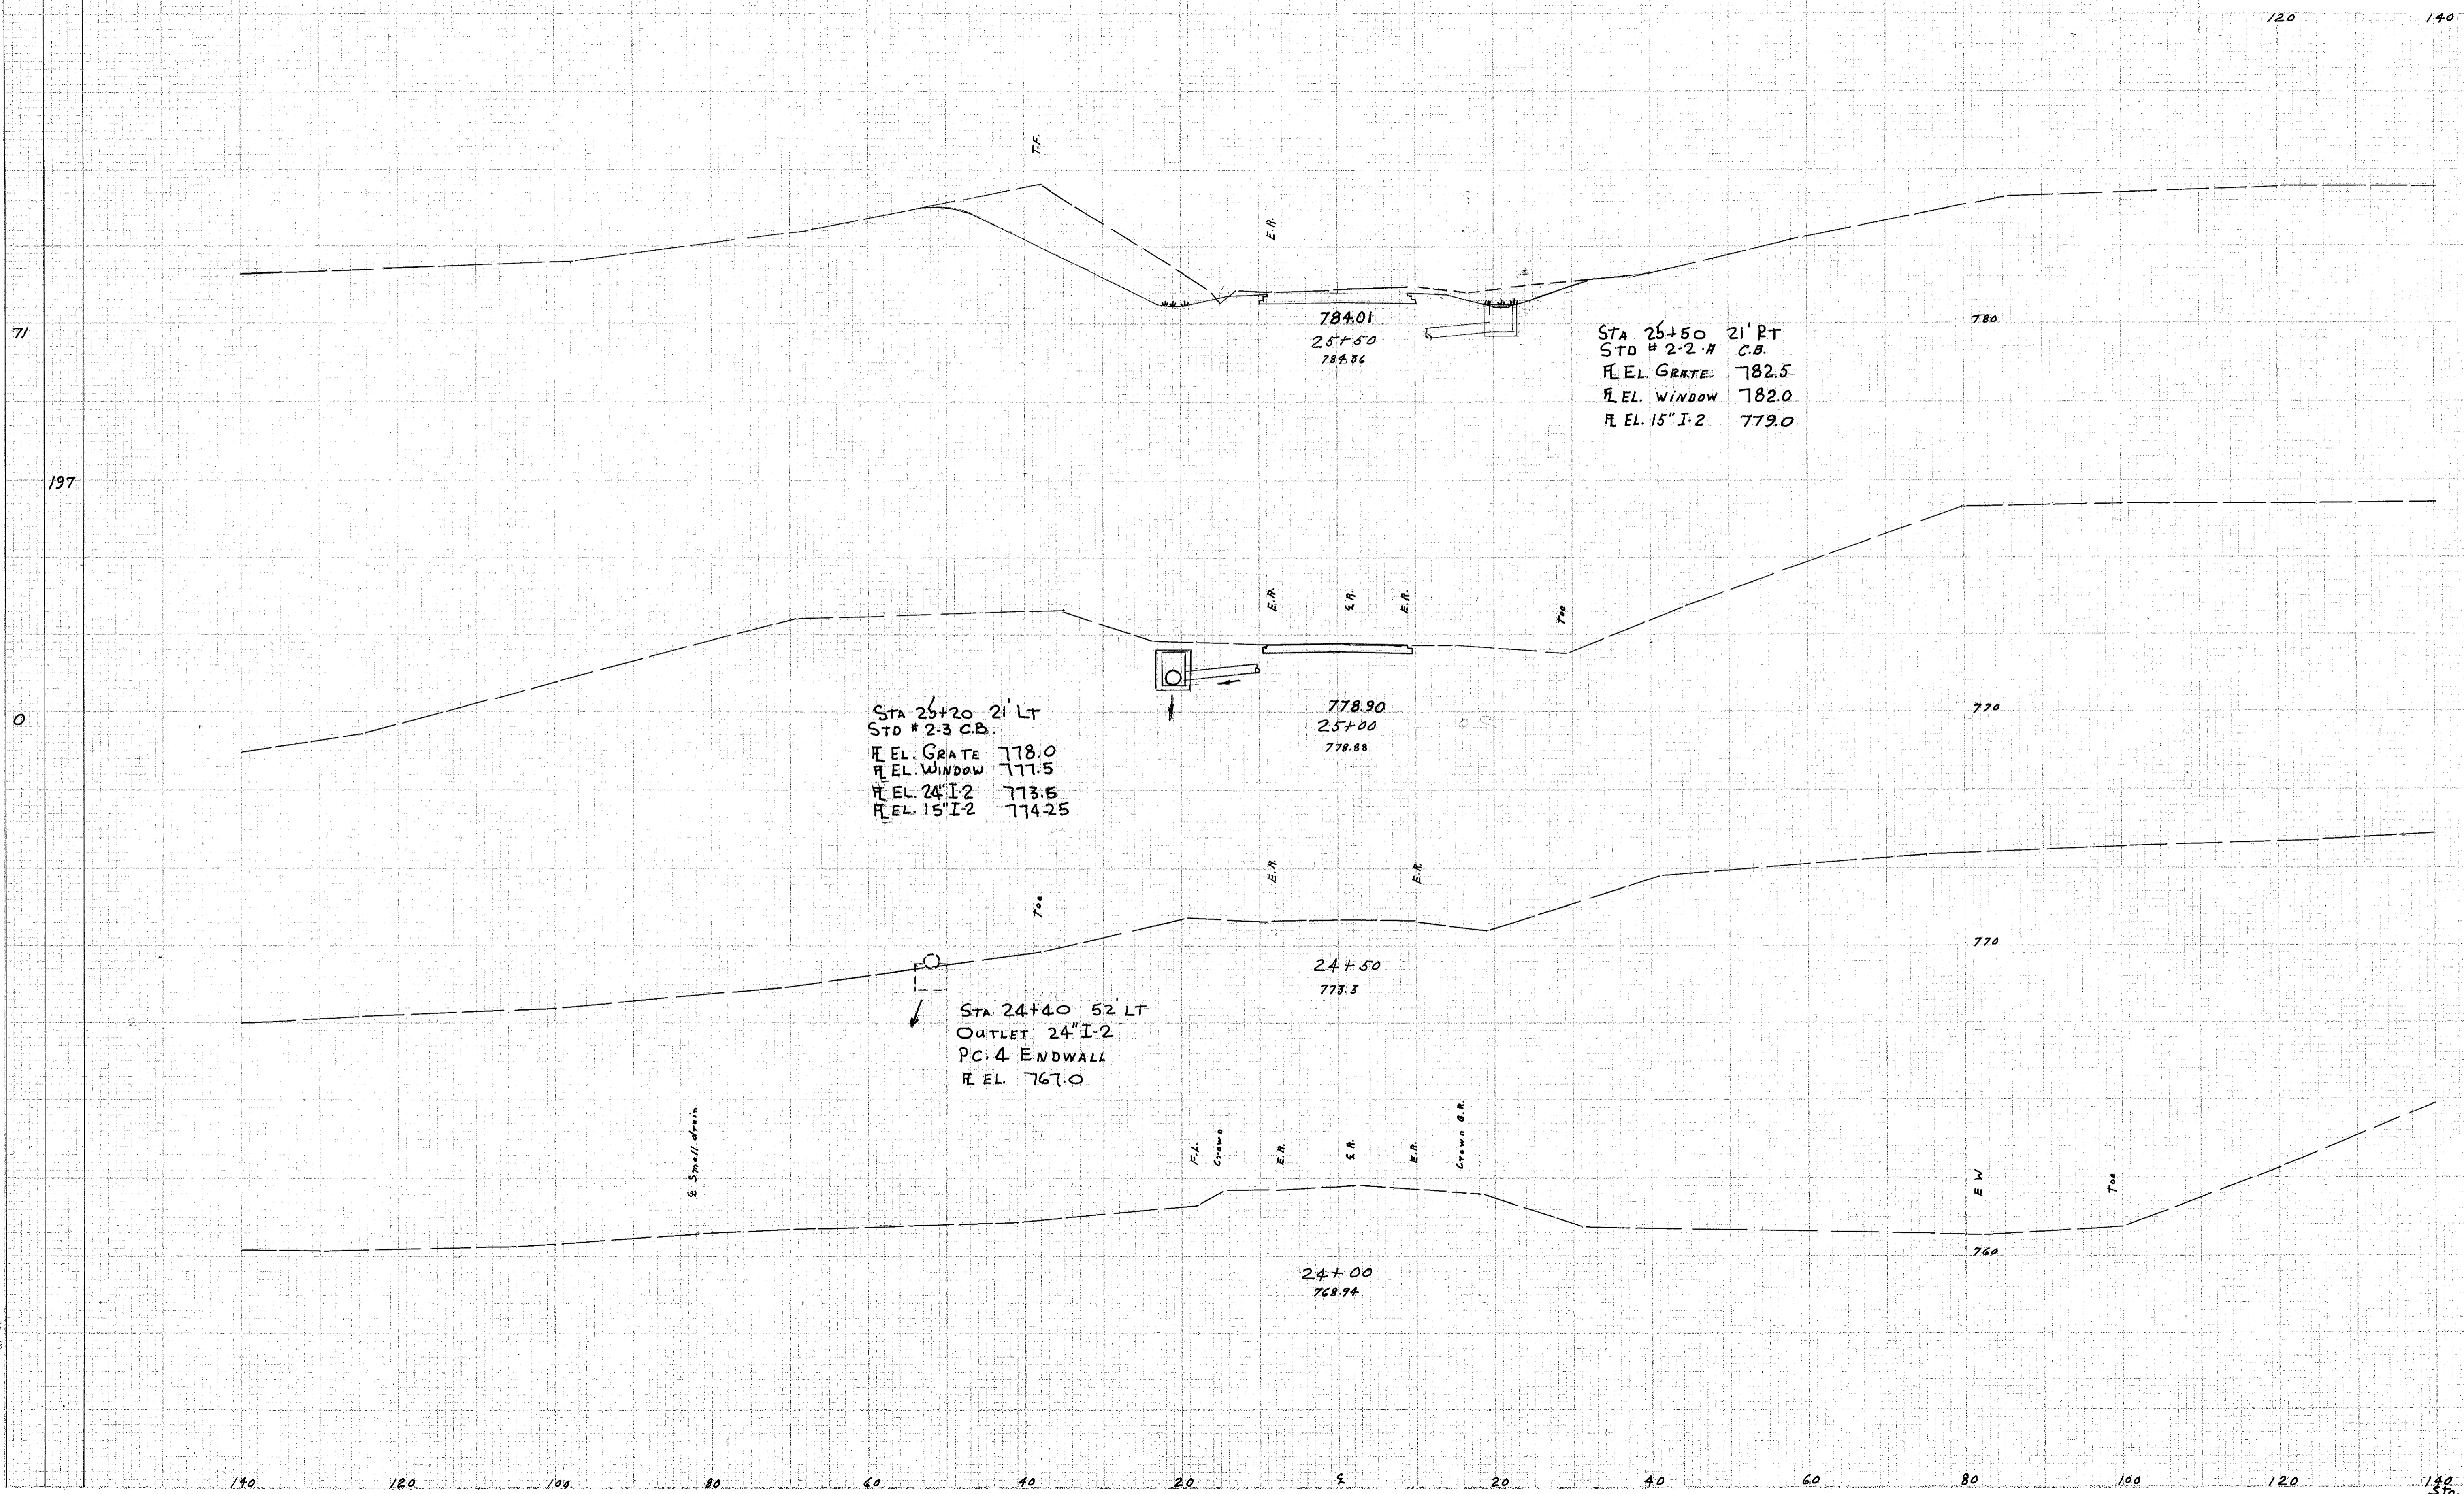 120 140
T.F.
E.R.
71
784.01
25+50
784.86
780
STA 25+50 21' RT
STD # 2-2-A C.B.
FL EL. GRATE 782.5
FL EL. WINDOW 782.0
FL EL. 15" I-2 779.0
197
E.R. ℄ R. E.R. Toe
0
STA 25+20 21' LT
STD # 2-3 C.B.
FL EL. GRATE 778.0
FL EL. WINDOW 777.5
FL EL. 24" I-2 773.5
FL EL. 15" I-2 774.25
778.90
25+00
778.88
770
E.R. E.R.
Toe
770
24+50
773.3
STA 24+40 52' LT
OUTLET 24" I-2
PC. 4 ENDWALL
FL EL. 767.0
℄ Small drain
F.L.
Crown
E.R. ℄ R. E.R.
Crown G.R.
E W
Toe
760
24+00
768.94
140 120 100 80 60 40 20 ℄ 20 40 60 80 100 120 140
Sta.